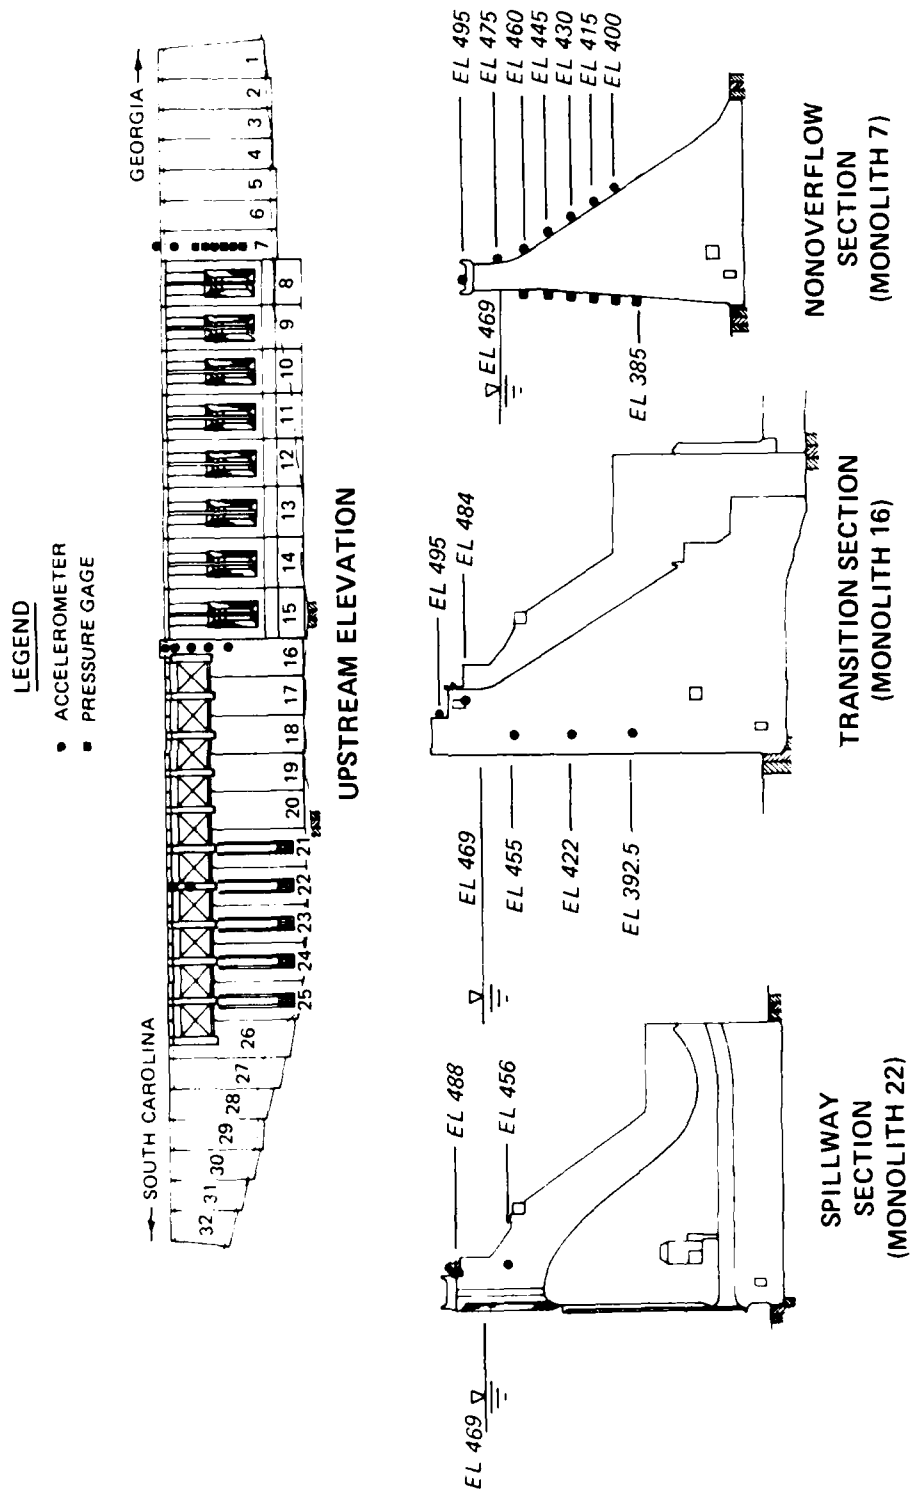 LEGEND
● ACCELEROMETER
■ PRESSURE GAGE
← SOUTH CAROLINA
GEORGIA →
32
31
30
29
28
27
26
25
24
23
22
21
20
19
18
17
16
15
14
13
12
11
10
9
8
7
6
5
4
3
2
1
UPSTREAM ELEVATION
EL 469
EL 488
EL 456
SPILLWAY
SECTION
(MONOLITH 22)
EL 495
EL 484
EL 469
EL 455
EL 422
EL 392.5
TRANSITION SECTION
(MONOLITH 16)
EL 495
EL 475
EL 460
EL 445
EL 430
EL 415
EL 400
EL 469
EL 385
NONOVERFLOW
SECTION
(MONOLITH 7)